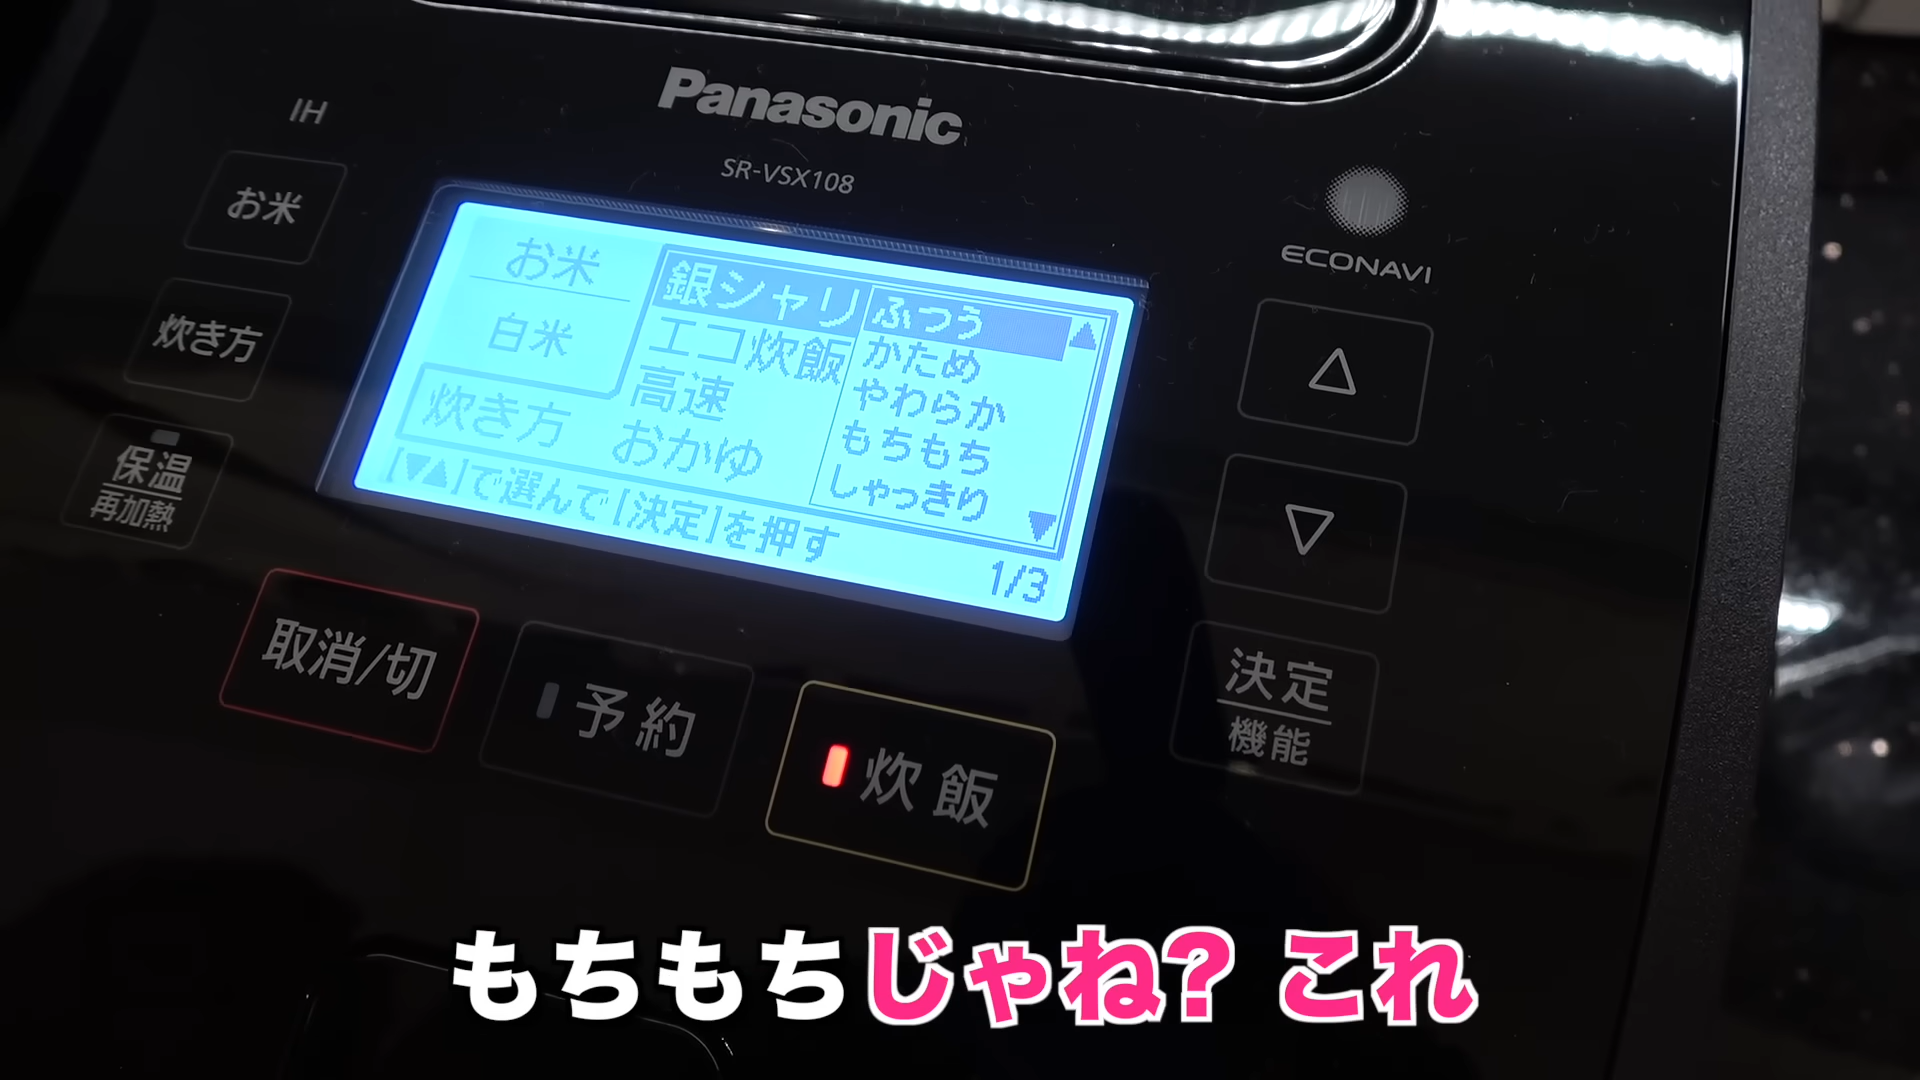 Panasonic
IH
SR-VSX108
ECONAVI
お米
炊き方
保温
再加熱
お米
白米
炊き方
銀シャリ
エコ炊飯
高速
おかゆ
ふつう
かため
やわらか
もちもち
しゃっきり
[▼▲]で選んで[決定]を押す
1/3
△
▽
取消/切
予約
炊飯
決定
機能
もちもちじゃね? これ